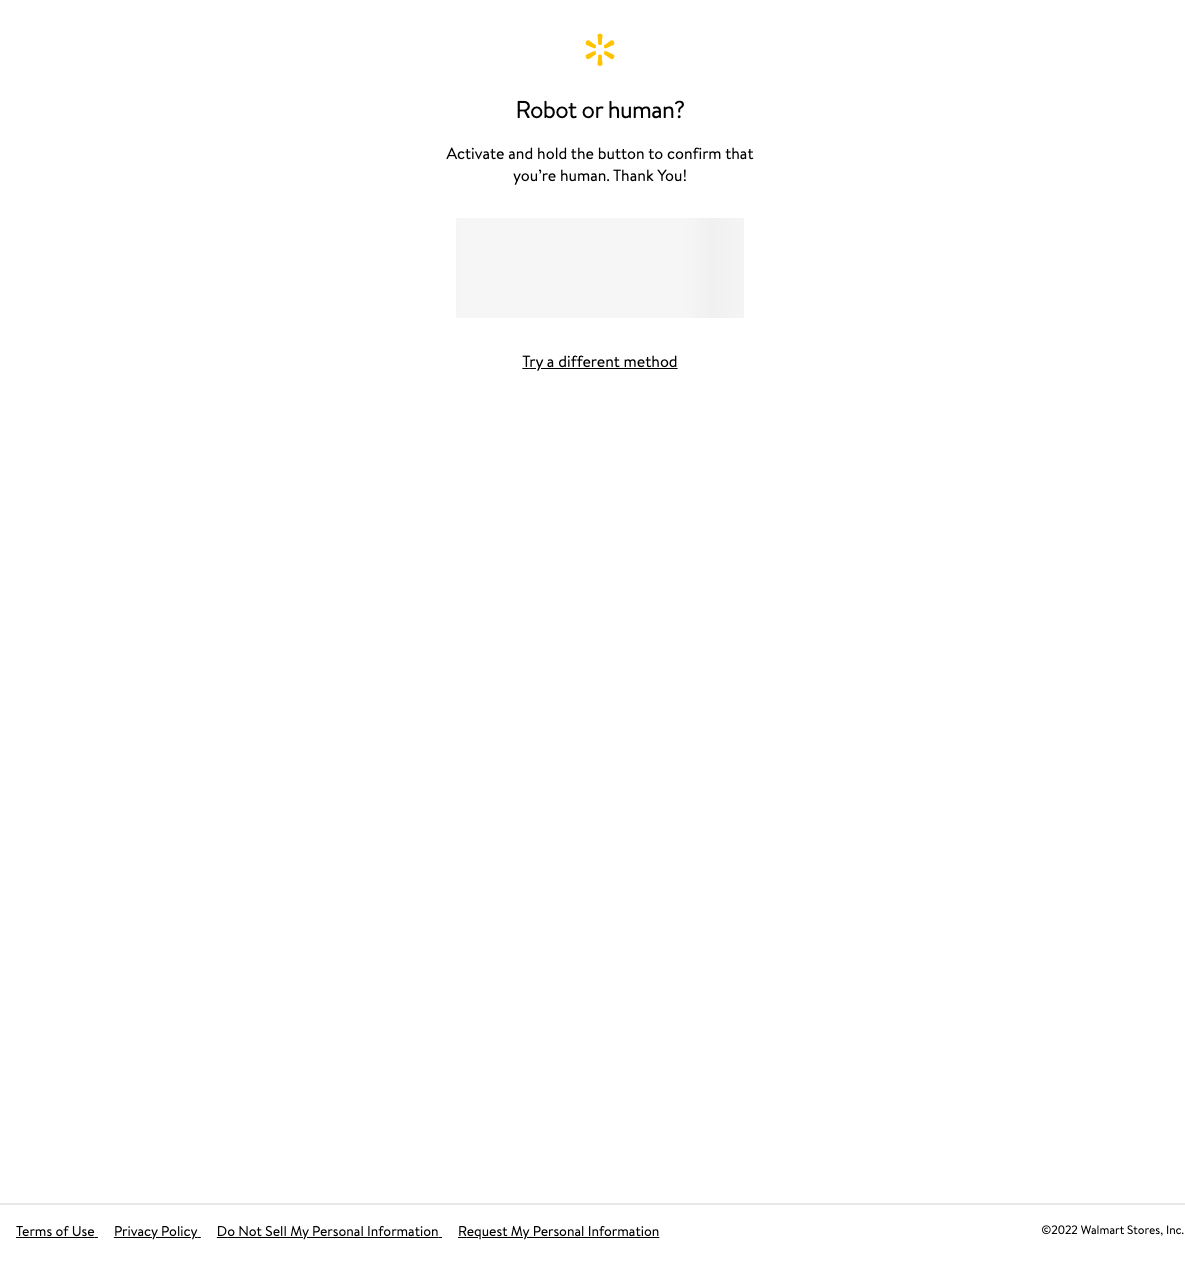 Robot or human?
Activate and hold the button to confirm that
you’re human. Thank You!
Try a different method
Terms of Use Privacy Policy Do Not Sell My Personal Information Request My Personal Information ©2022 Walmart Stores, Inc.